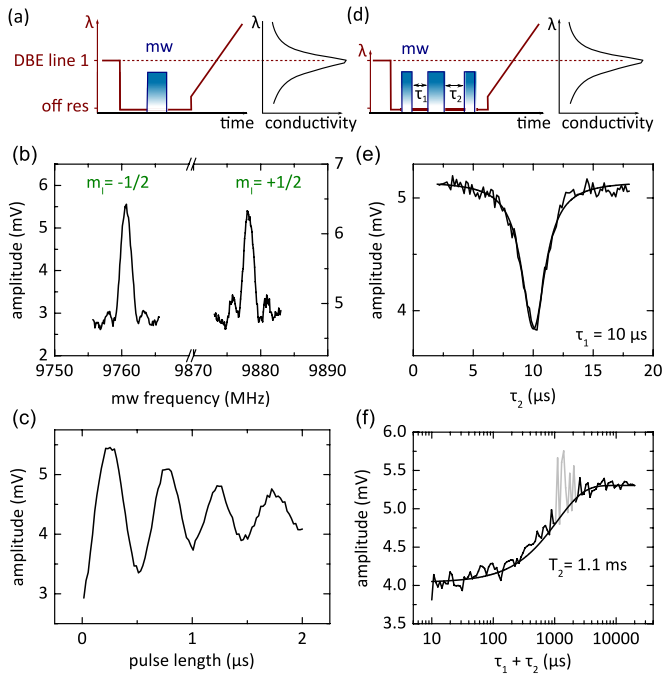 (a)
λ
mw
DBE line 1
off res
time
λ
conductivity
(d)
λ
mw
τ1
τ2
time
λ
conductivity
(b)
mI= -1/2
mI= +1/2
amplitude (mV)
6
5
4
3
2
7
6
5
9750 9760 9870 9880 9890
mw frequency (MHz)
(e)
amplitude (mV)
5
4
τ1 = 10 µs
0 5 10 15 20
τ2 (µs)
(c)
amplitude (mV)
5
4
3
0 1 2
pulse length (µs)
(f)
amplitude (mV)
6.0
5.5
5.0
4.5
4.0
3.5
T2= 1.1 ms
10 100 1000 10000
τ1 + τ2 (µs)